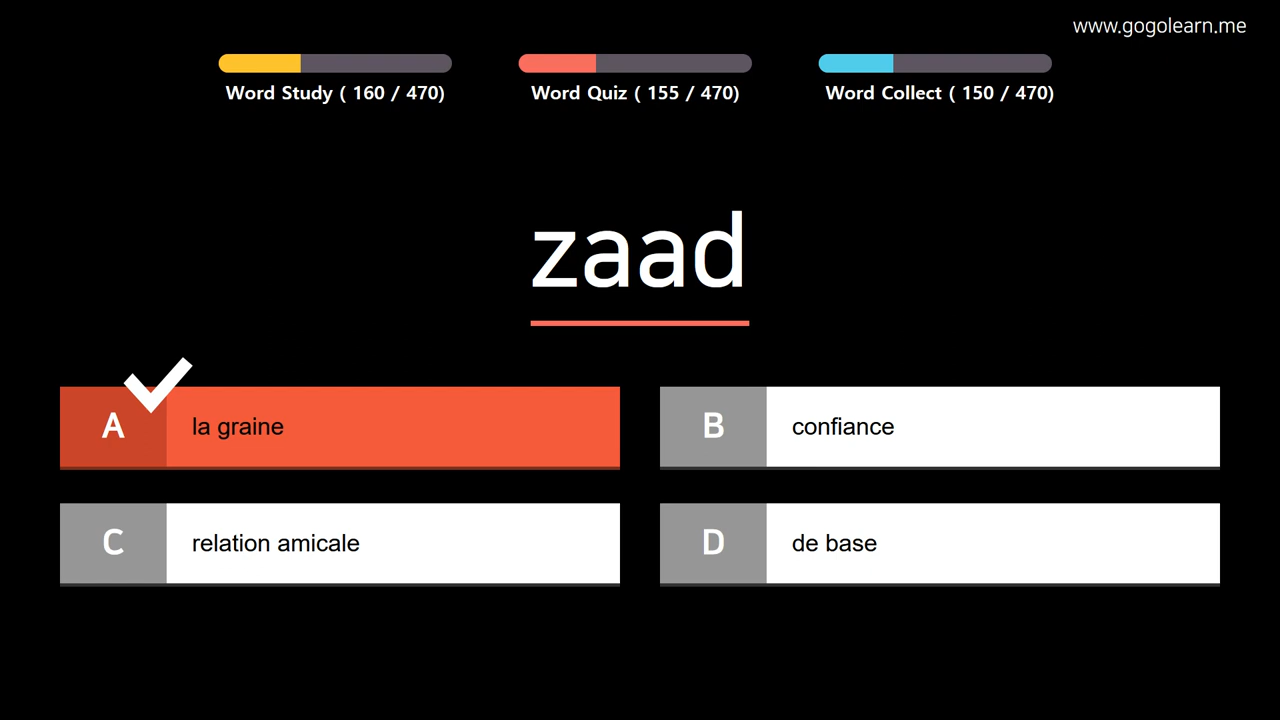 www.gogolearn.me
Word Study ( 160 / 470)
Word Quiz ( 155 / 470)
Word Collect ( 150 / 470)
zaad
A la graine
B confiance
C relation amicale
D de base